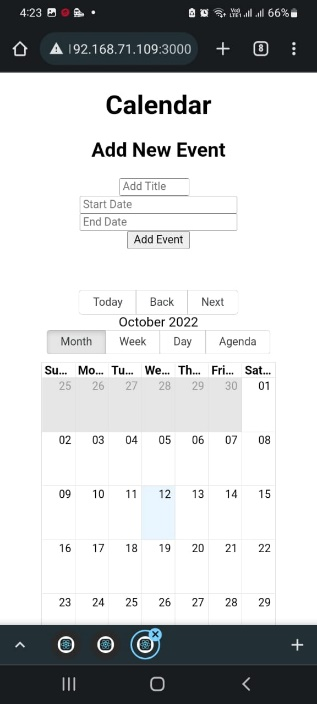 4:23 66%
192.168.71.109:3000 8
Calendar
Add New Event
Add Title
Start Date
End Date
Add Event
Today Back Next
October 2022
Month Week Day Agenda
Su... Mo... Tu... We... Th... Fri... Sat...
25 26 27 28 29 30 01
02 03 04 05 06 07 08
09 10 11 12 13 14 15
16 17 18 19 20 21 22
23 24 25 26 27 28 29